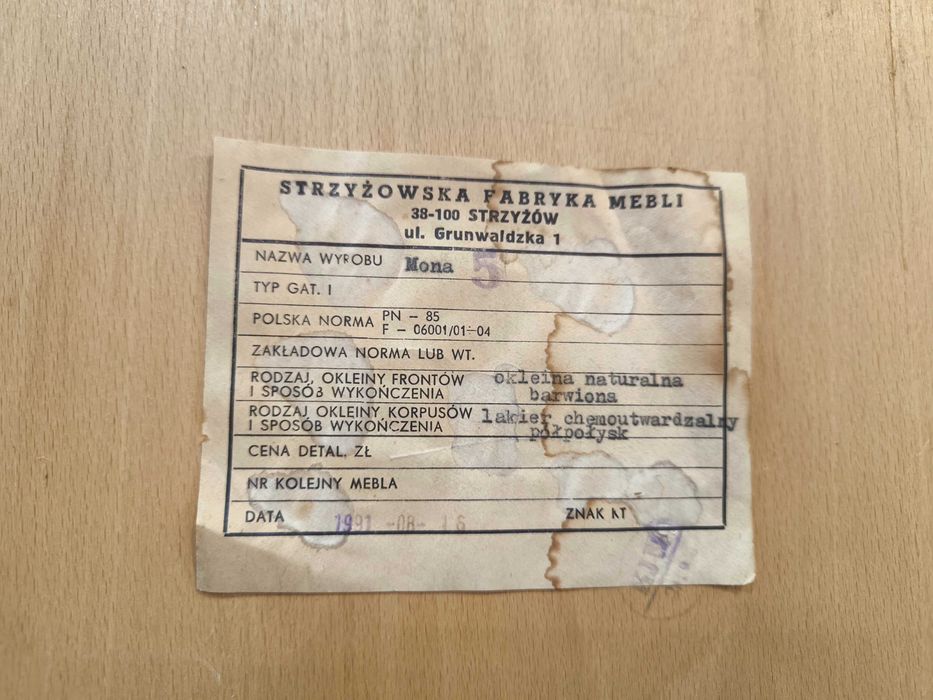 STRZYŻOWSKA FABRYKA MEBLI
38-100 STRZYŻÓW
ul. Grunwaldzka 1
NAZWA WYROBU Mona 5
TYP GAT. I
POLSKA NORMA PN – 85
F – 06001/01÷04
ZAKŁADOWA NORMA LUB WT.
RODZAJ, OKLEINY FRONTÓW okleina naturalna
I SPOSÓB WYKOŃCZENIA barwiona
RODZAJ OKLEINY KORPUSÓW lakier chemoutwardzalny
I SPOSÓB WYKOŃCZENIA półpołysk
CENA DETAL. ZŁ
NR KOLEJNY MEBLA
DATA 1991 -08- 16
ZNAK KT